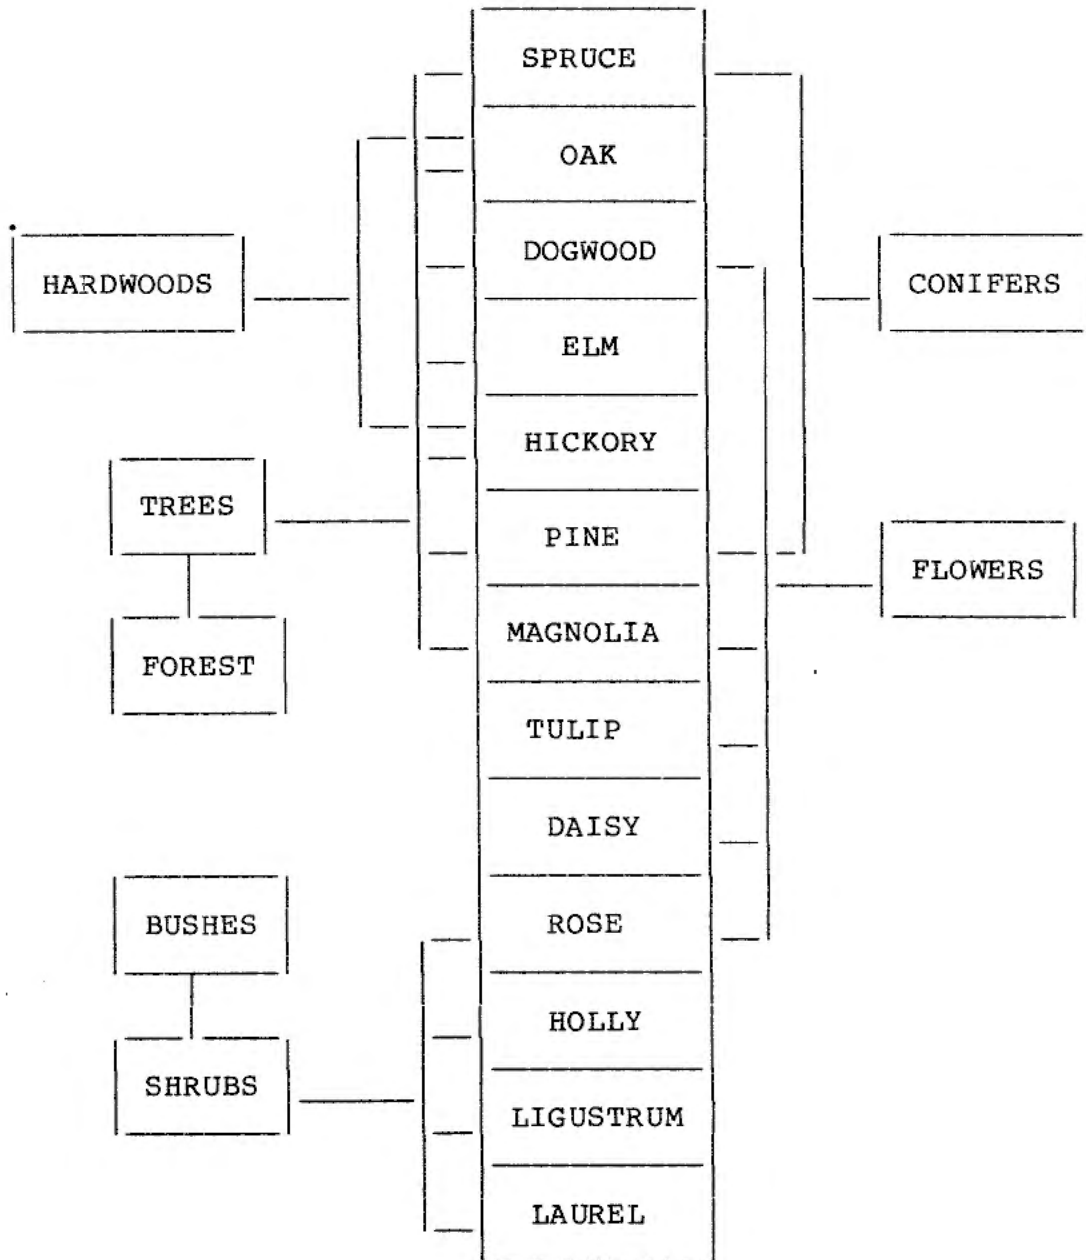 SPRUCE
OAK
DOGWOOD
HARDWOODS
CONIFERS
ELM
HICKORY
TREES
PINE
FLOWERS
MAGNOLIA
FOREST
TULIP
DAISY
BUSHES
ROSE
HOLLY
SHRUBS
LIGUSTRUM
LAUREL